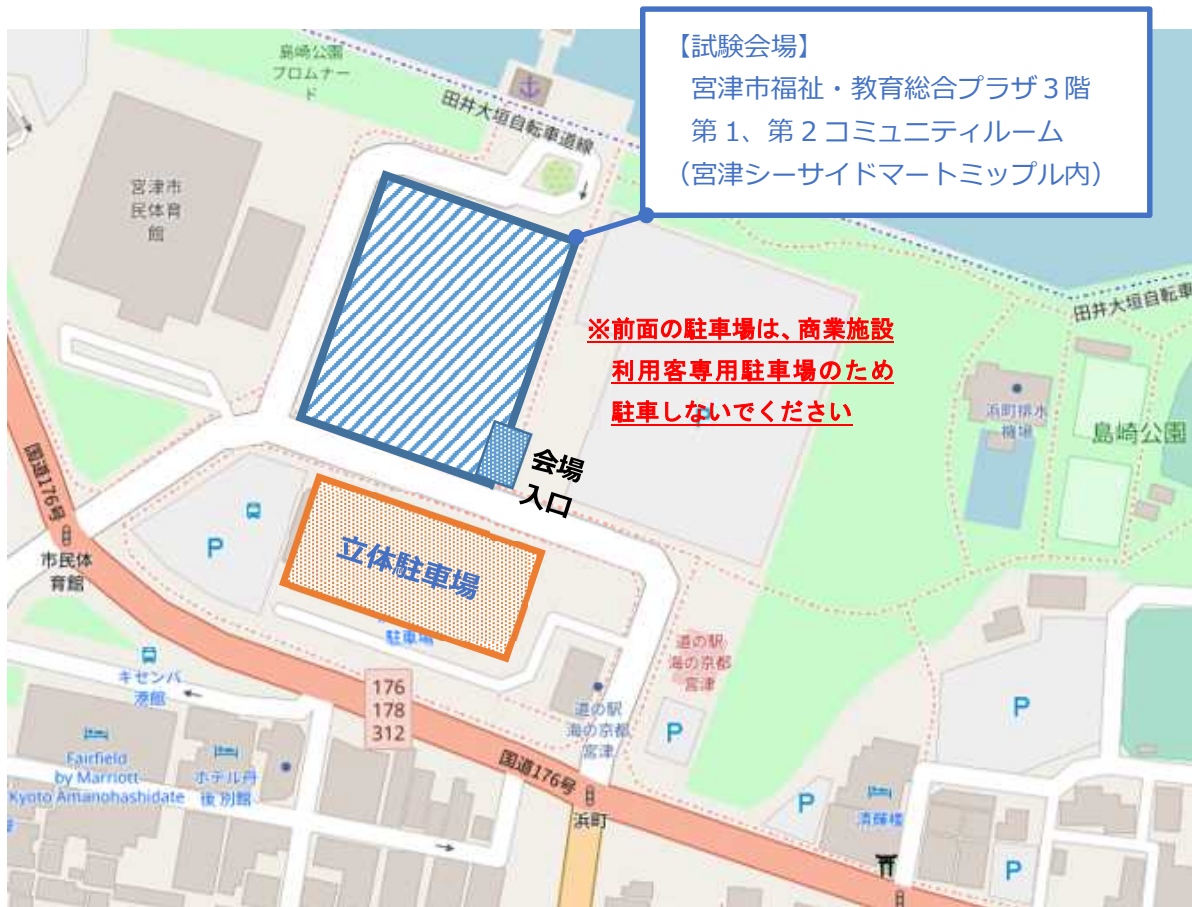 【試験会場】
宮津市福祉・教育総合プラザ３階
第１、第２コミュニティルーム
（宮津シーサイドマートミップル内）
島崎公園
プロムナー
ド
田井大垣自転車道線
宮津市
民体育
館
※前面の駐車場は、商業施設
利用客専用駐車場のため
駐車しないでください
P
田井大垣自転車
浜町排水
機場
島崎公園
会場
入口
国道176号
市民体
育館
P
立体駐車場
駐車場
道の駅
海の京都
宮津
キセンバ
港館
176
178
312
道の駅
海の京都
宮津
P
P
Fairfield
by Marriott
Kyoto Amanohashidate
ホテル丹
後 別館
国道176号
浜町
P
清輝楼
P